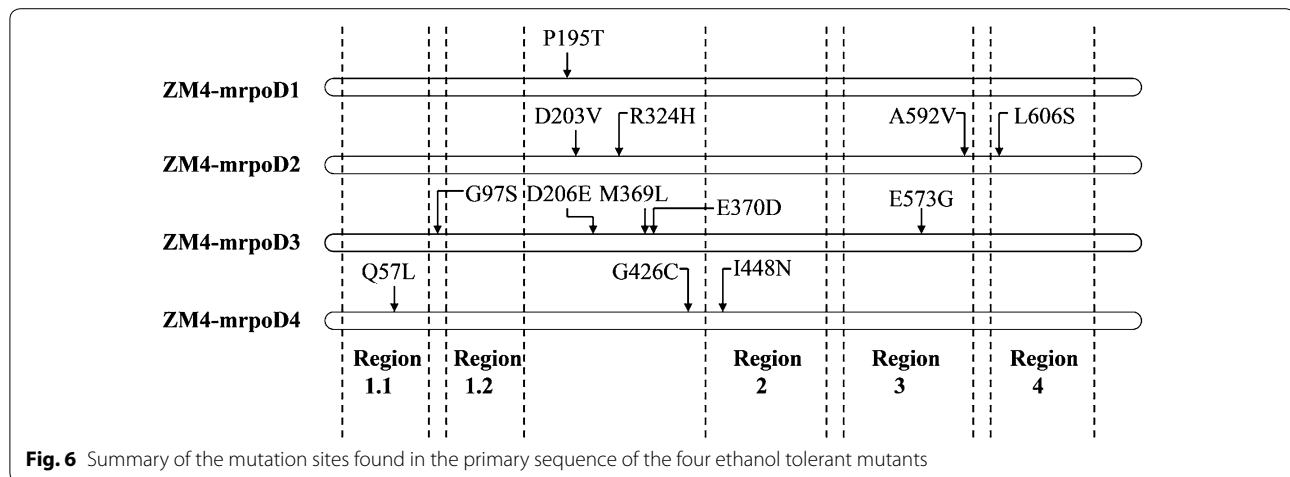 P195T
ZM4-mrpoD1
D203V R324H A592V L606S
ZM4-mrpoD2
G97S D206E M369L E370D E573G
ZM4-mrpoD3
Q57L G426C I448N
ZM4-mrpoD4
Region Region Region Region Region
1.1 1.2 2 3 4
Fig. 6 Summary of the mutation sites found in the primary sequence of the four ethanol tolerant mutants